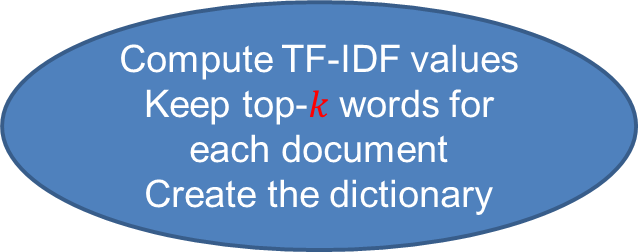 Compute TF-IDF values
Keep top-k words for
each document
Create the dictionary